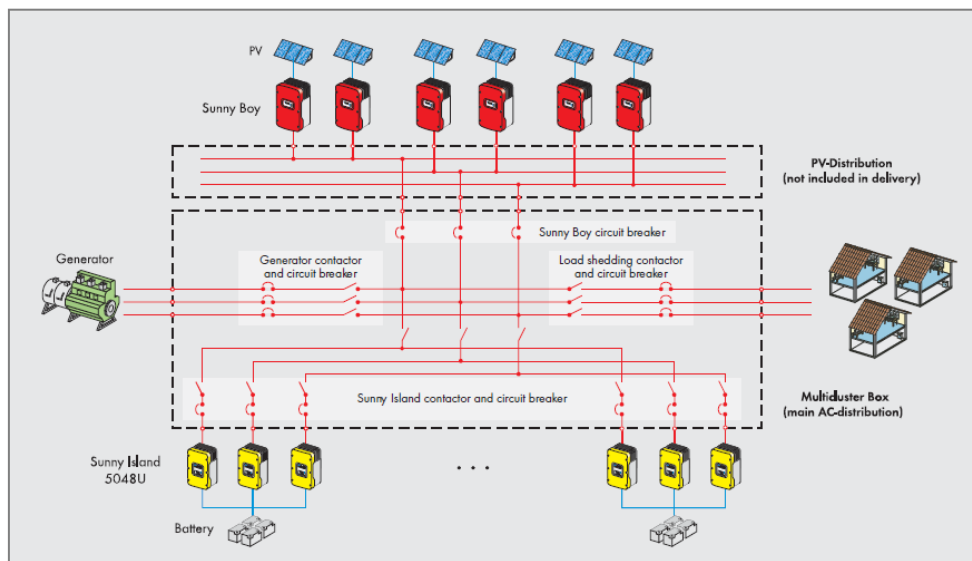 PV
Sunny Boy
PV-Distribution
(not included in delivery)
Sunny Boy circuit breaker
Generator
Generator contactor
and circuit breaker
Load shedding contactor
and circuit breaker
Sunny Island contactor and circuit breaker
Multicluster Box
(main AC-distribution)
Sunny Island
5048U
. . .
Battery